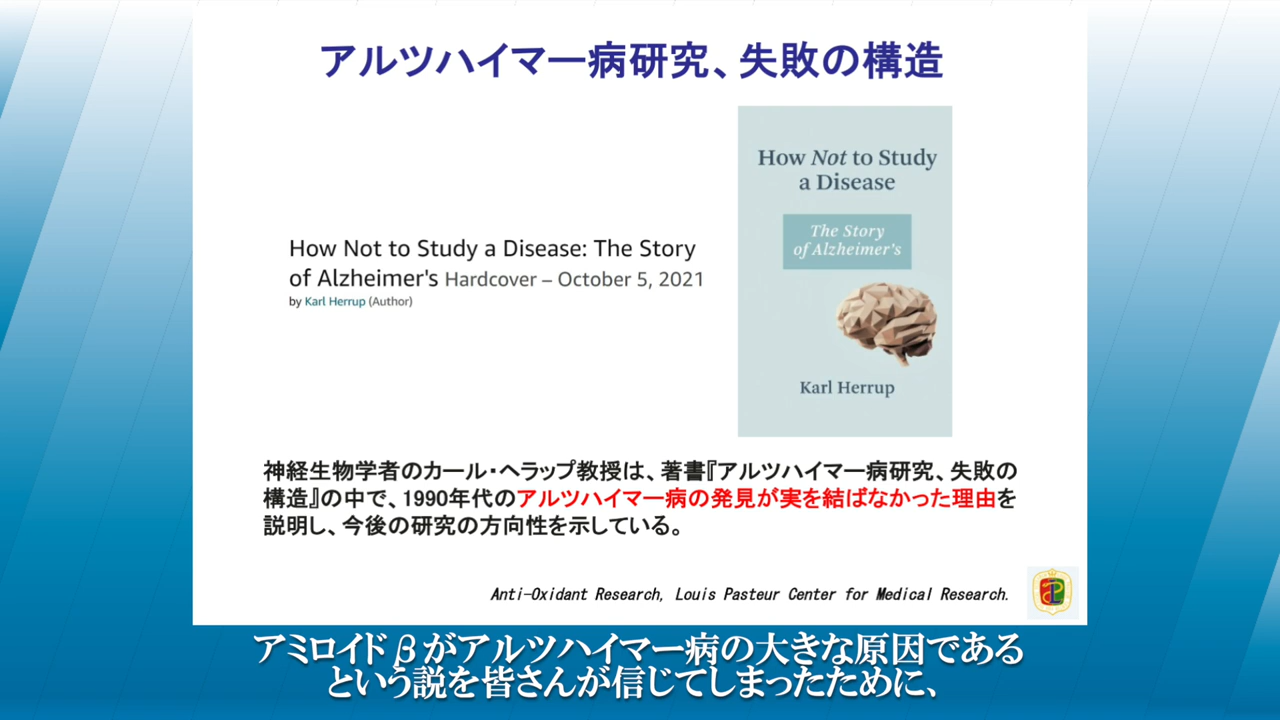 アルツハイマー病研究、失敗の構造
How Not to Study
a Disease
The Story
of Alzheimer's
Karl Herrup
How Not to Study a Disease: The Story
of Alzheimer's Hardcover – October 5, 2021
by Karl Herrup (Author)
神経生物学者のカール・ヘラップ教授は、著書『アルツハイマー病研究、失敗の
構造』の中で、1990年代のアルツハイマー病の発見が実を結ばなかった理由を
説明し、今後の研究の方向性を示している。
Anti-Oxidant Research, Louis Pasteur Center for Medical Research.
アミロイドβがアルツハイマー病の大きな原因である
という説を皆さんが信じてしまったために、